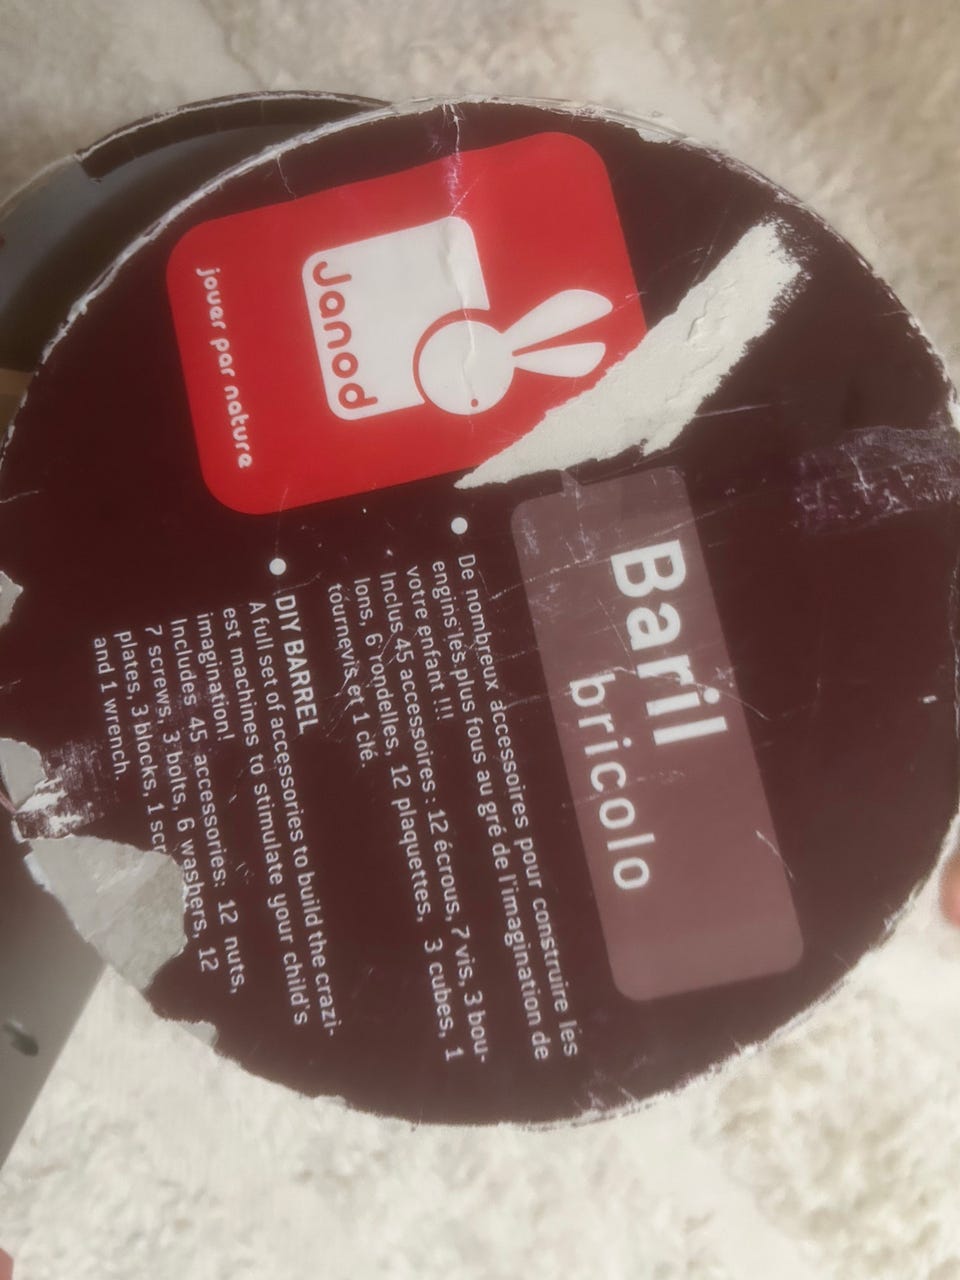 Janod
jouer par nature
Baril
bricolo
De nombreux accessoires pour construire les
engins les plus fous au gré de l'imagination de
votre enfant !!!
Inclus 45 accessoires : 12 écrous, 7 vis, 3 bou-
lons, 6 rondelles, 12 plaquettes, 3 cubes, 1
tournevis et 1 clé.
DIY BARREL
A full set of accessories to build the crazi-
est machines to stimulate your child's
imagination!
Includes 45 accessories: 12 nuts,
7 screws, 3 bolts, 6 washers, 12
plates, 3 blocks, 1 scr
and 1 wrench.